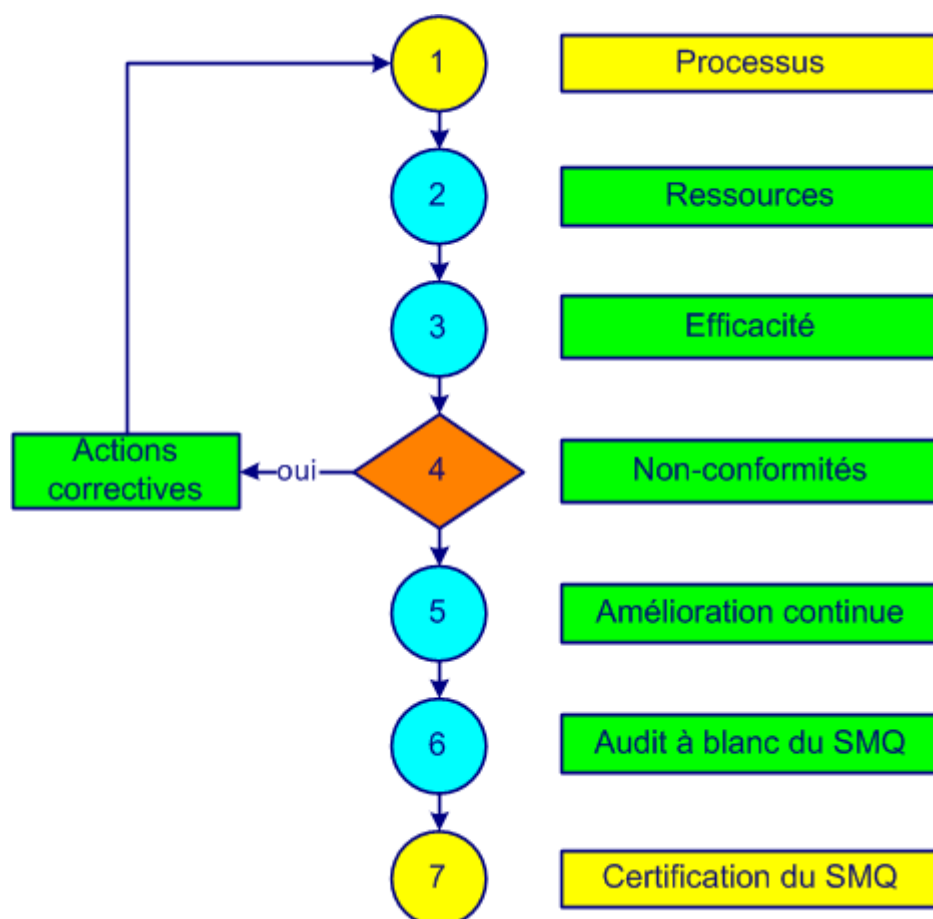 1
Processus
2
Ressources
3
Efficacité
Actions
correctives
oui
4
Non-conformités
5
Amélioration continue
6
Audit à blanc du SMQ
7
Certification du SMQ